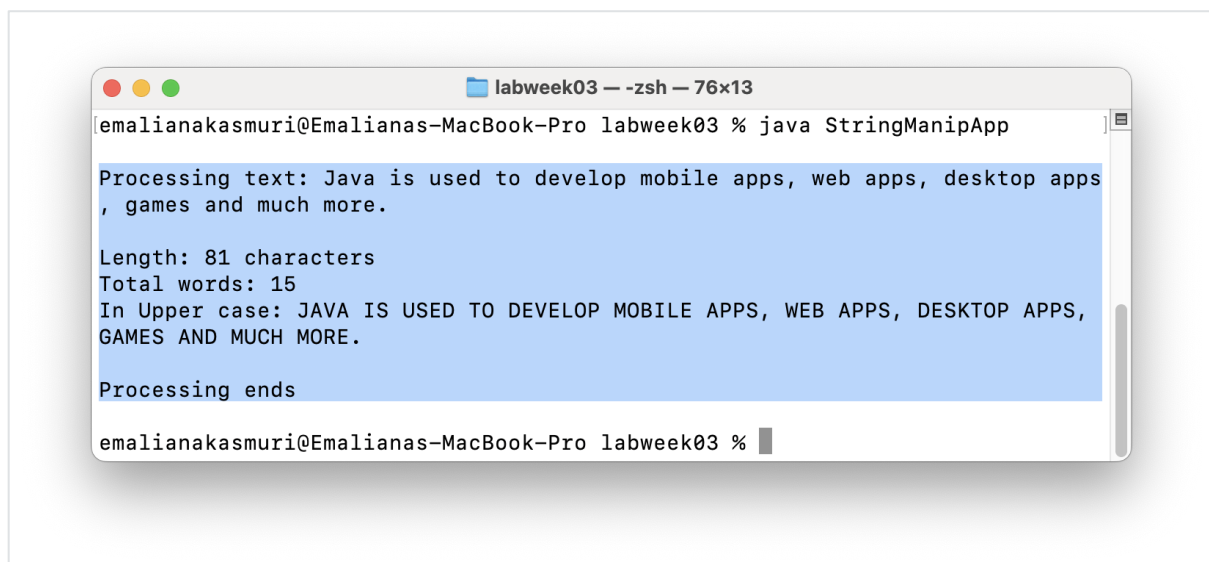 labweek03 — -zsh — 76×13
[emalianakasmuri@Emalianas-MacBook-Pro labweek03 % java StringManipApp ]
Processing text: Java is used to develop mobile apps, web apps, desktop apps
, games and much more.
Length: 81 characters
Total words: 15
In Upper case: JAVA IS USED TO DEVELOP MOBILE APPS, WEB APPS, DESKTOP APPS,
GAMES AND MUCH MORE.
Processing ends
emalianakasmuri@Emalianas-MacBook-Pro labweek03 %